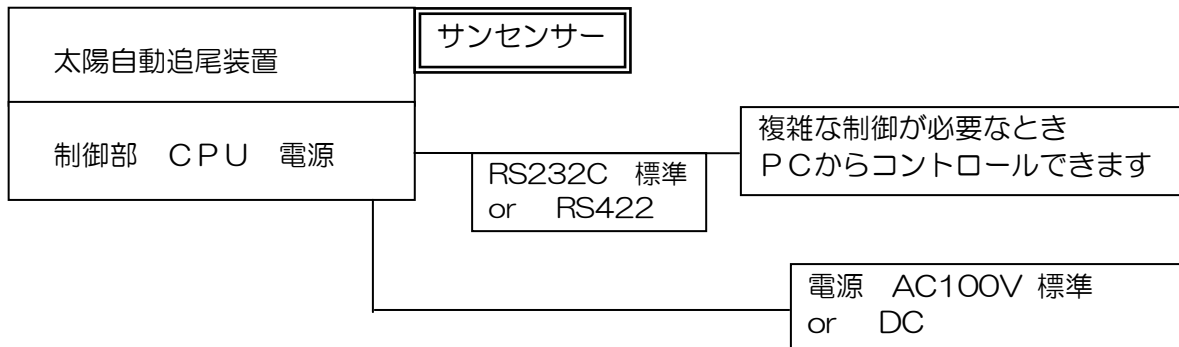 サンセンサー
太陽自動追尾装置
制御部　ＣＰＵ　電源
複雑な制御が必要なとき
ＰＣからコントロールできます
RS232C　標準
or　RS422
電源　AC100V 標準
or　DC